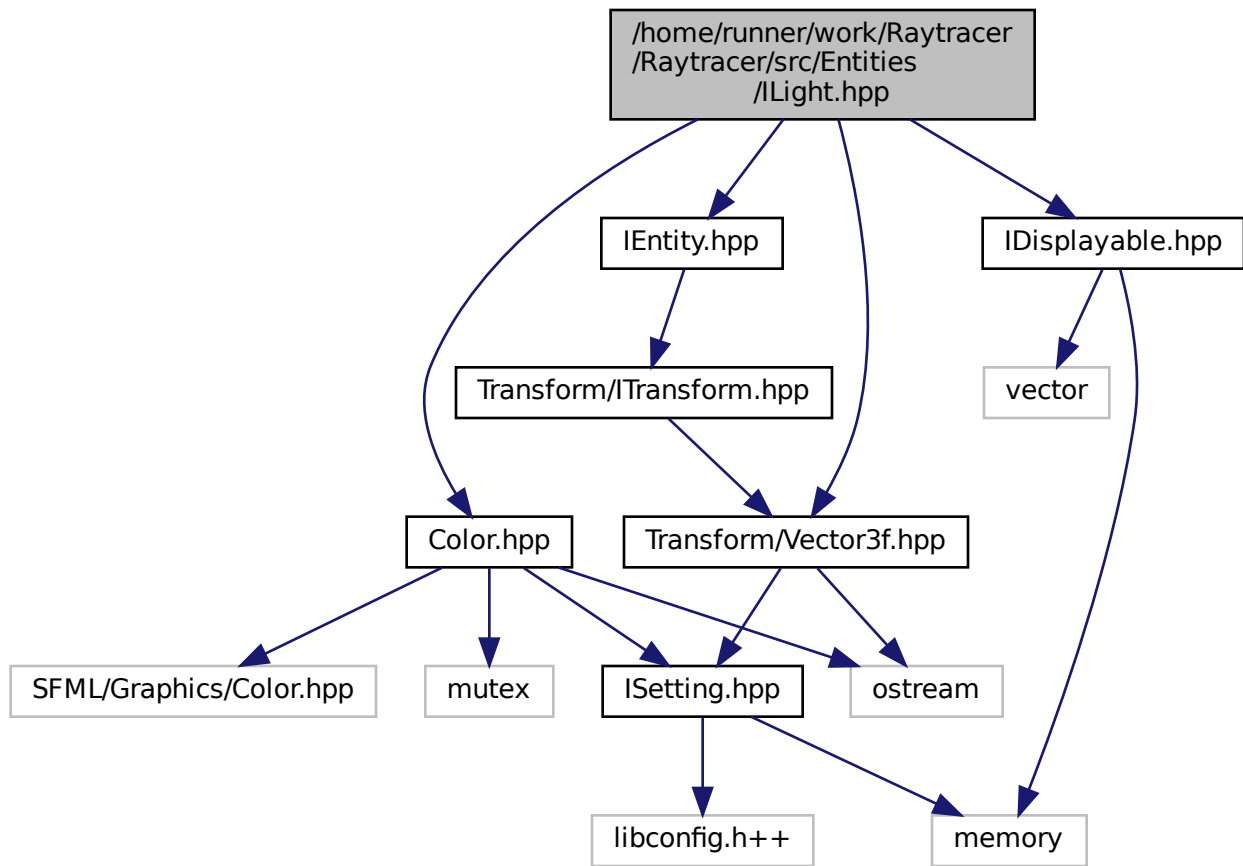 /home/runner/work/Raytracer
/Raytracer/src/Entities
/ILight.hpp
IEntity.hpp
IDisplayable.hpp
Transform/ITransform.hpp
vector
Color.hpp
Transform/Vector3f.hpp
SFML/Graphics/Color.hpp
mutex
ISetting.hpp
ostream
libconfig.h++
memory